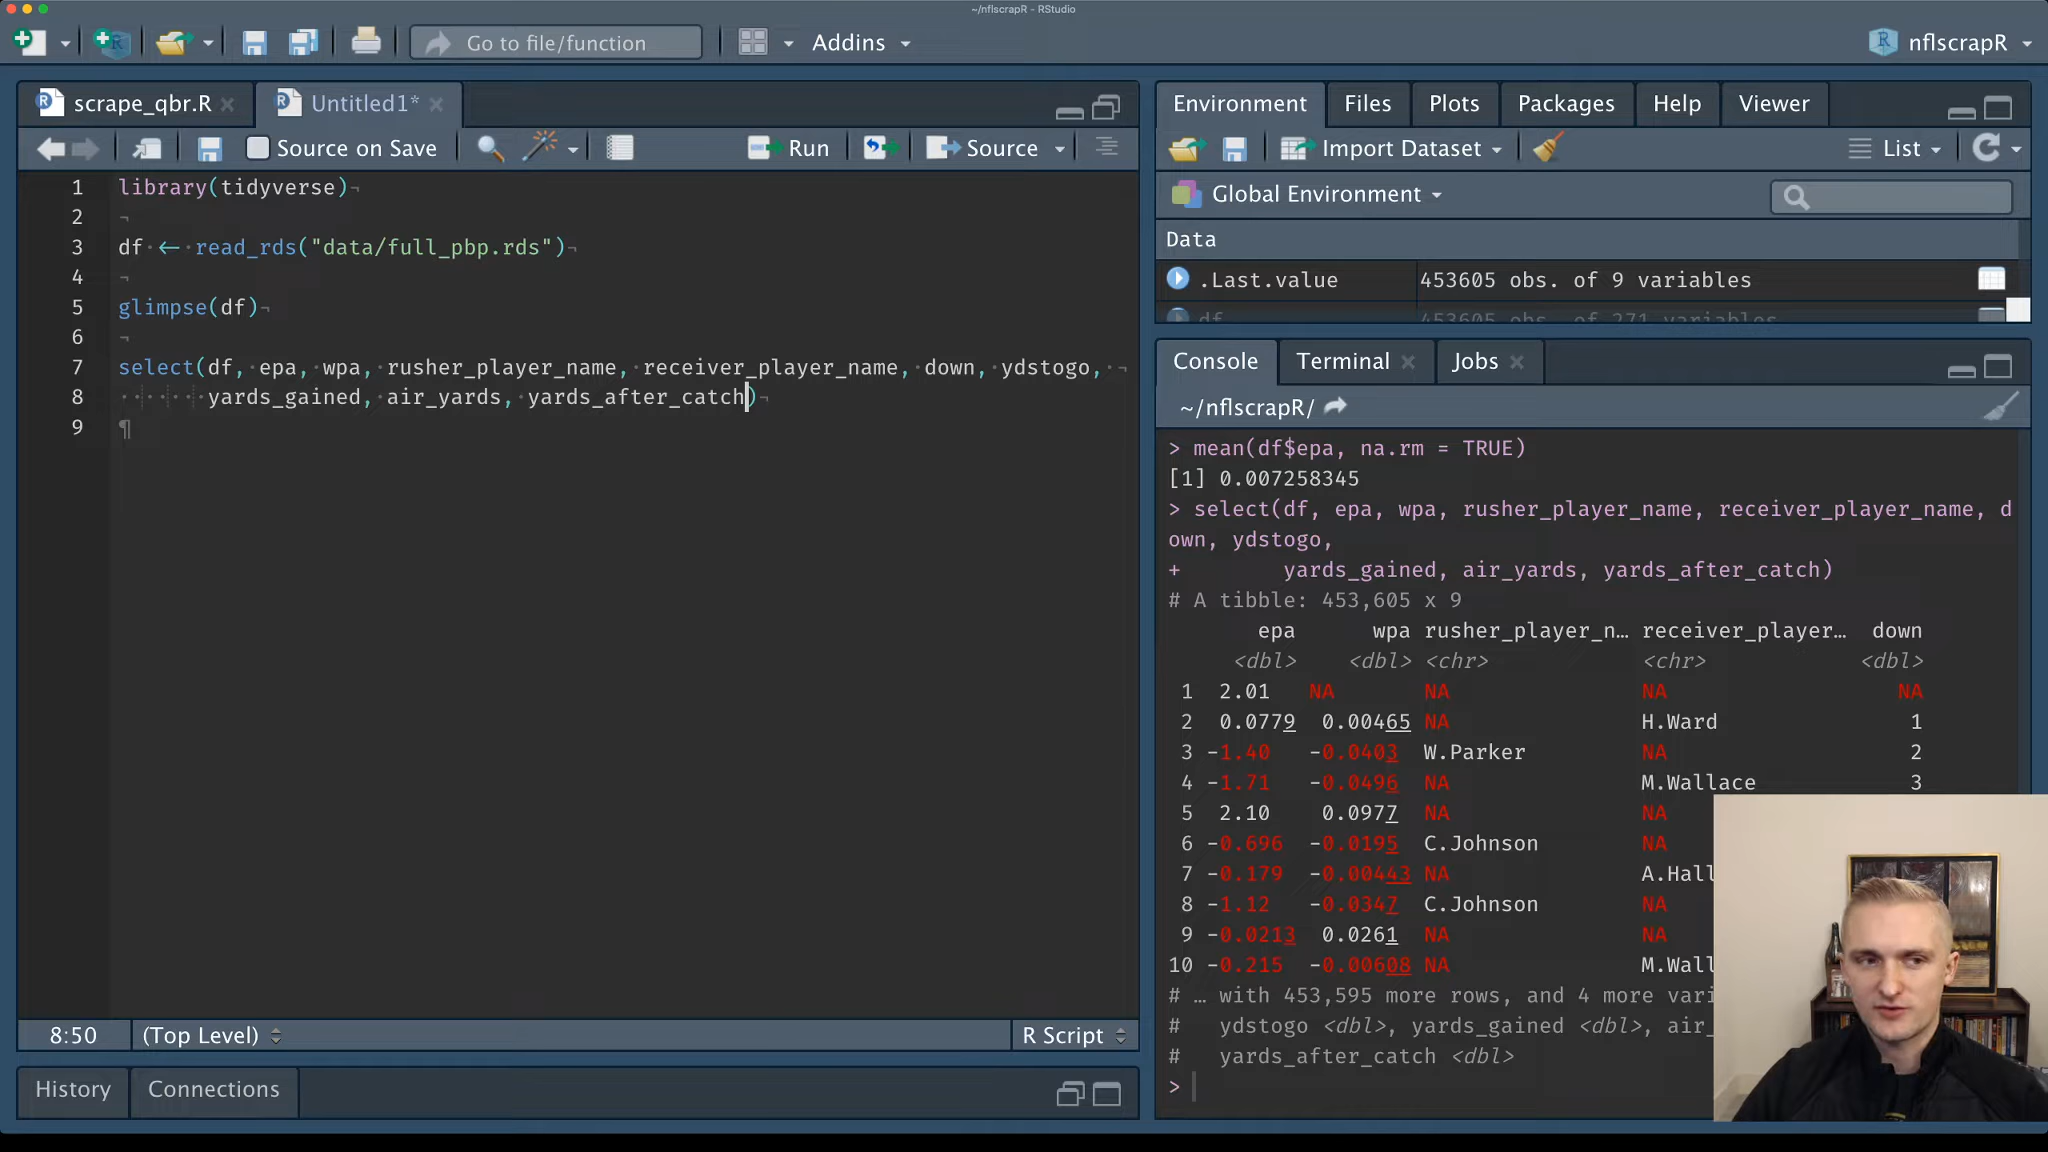 ~/nflscrapR - RStudio
Go to file/function
Addins
nflscrapR
scrape_qbr.R
Untitled1*
Source on Save
Run
Source
1 library(tidyverse)
2
3 df <- read_rds("data/full_pbp.rds")
4
5 glimpse(df)
6
7 select(df, epa, wpa, rusher_player_name, receiver_player_name, down, ydstogo,
8 yards_gained, air_yards, yards_after_catch)
9
8:50
(Top Level)
R Script
History
Connections
Environment
Files
Plots
Packages
Help
Viewer
Import Dataset
List
Global Environment
Data
.Last.value 453605 obs. of 9 variables
df 453605 obs. of 271 variables
Console
Terminal
Jobs
~/nflscrapR/
> mean(df$epa, na.rm = TRUE)
[1] 0.007258345
> select(df, epa, wpa, rusher_player_name, receiver_player_name, d
own, ydstogo,
+ yards_gained, air_yards, yards_after_catch)
# A tibble: 453,605 x 9
epa wpa rusher_player_n… receiver_player… down
<dbl> <dbl> <chr> <chr> <dbl>
1 2.01 NA NA NA NA
2 0.0779 0.00465 NA H.Ward 1
3 -1.40 -0.0403 W.Parker NA 2
4 -1.71 -0.0496 NA M.Wallace 3
5 2.10 0.0977 NA NA
6 -0.696 -0.0195 C.Johnson NA
7 -0.179 -0.00443 NA A.Hall
8 -1.12 -0.0347 C.Johnson NA
9 -0.0213 0.0261 NA NA
10 -0.215 -0.00608 NA M.Wall
# … with 453,595 more rows, and 4 more vari
# ydstogo <dbl>, yards_gained <dbl>, air_
# yards_after_catch <dbl>
>